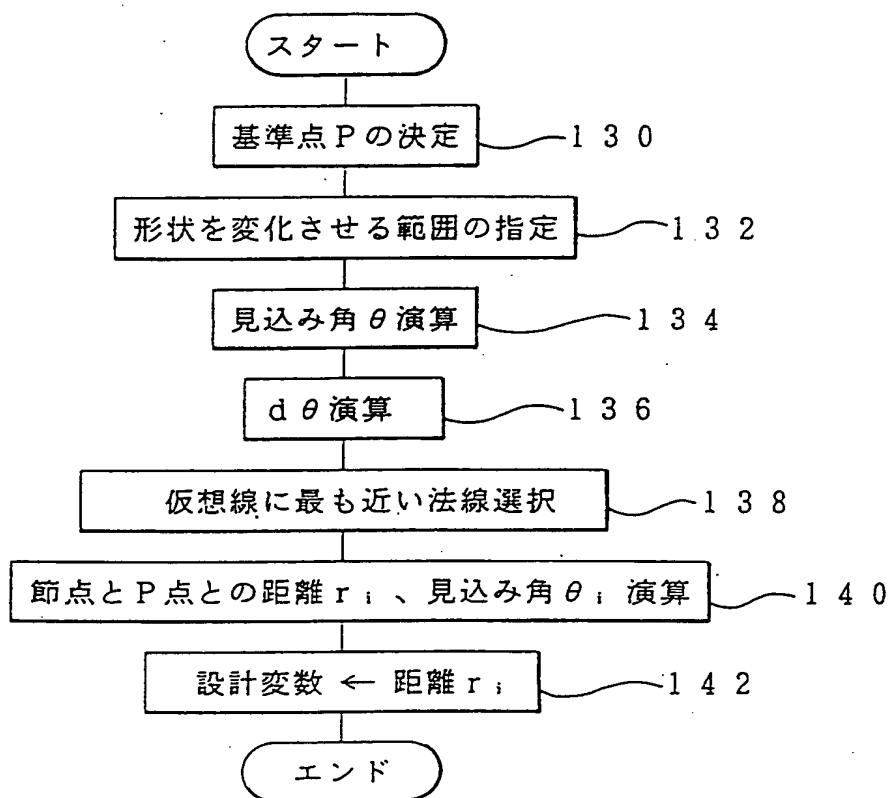 スタート
基準点Pの決定 130
形状を変化させる範囲の指定 132
見込み角θ演算 134
dθ演算 136
仮想線に最も近い法線選択 138
節点とP点との距離rᵢ、見込み角θᵢ演算 140
設計変数 ← 距離rᵢ 142
エンド